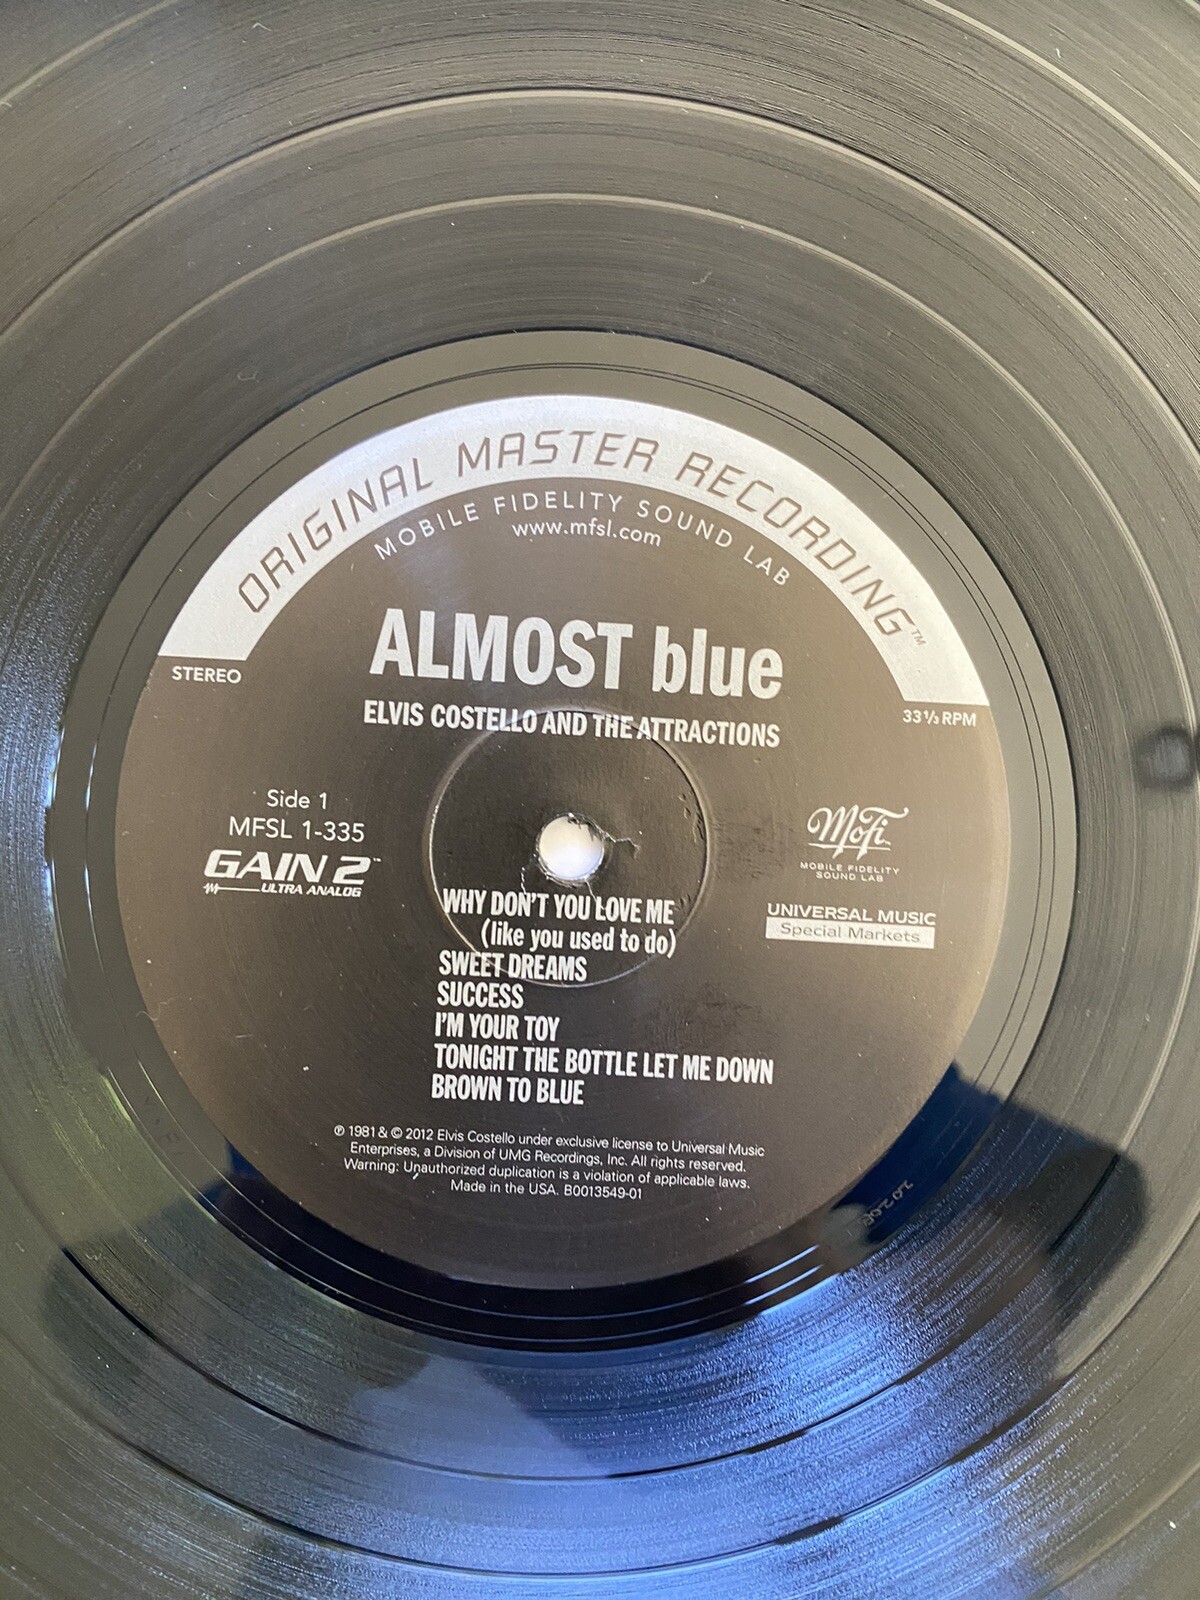 ORIGINAL MASTER RECORDING™
MOBILE FIDELITY SOUND LAB
www.mfsl.com
ALMOST blue
STEREO
33⅓ RPM
ELVIS COSTELLO AND THE ATTRACTIONS
Side 1
MFSL 1-335
GAIN 2™
ULTRA ANALOG
MoFi
MOBILE FIDELITY
SOUND LAB
UNIVERSAL MUSIC
Special Markets
WHY DON'T YOU LOVE ME
(like you used to do)
SWEET DREAMS
SUCCESS
I'M YOUR TOY
TONIGHT THE BOTTLE LET ME DOWN
BROWN TO BLUE
℗ 1981 & © 2012 Elvis Costello under exclusive license to Universal Music
Enterprises, a Division of UMG Recordings, Inc. All rights reserved.
Warning: Unauthorized duplication is a violation of applicable laws.
Made in the USA. B0013549-01